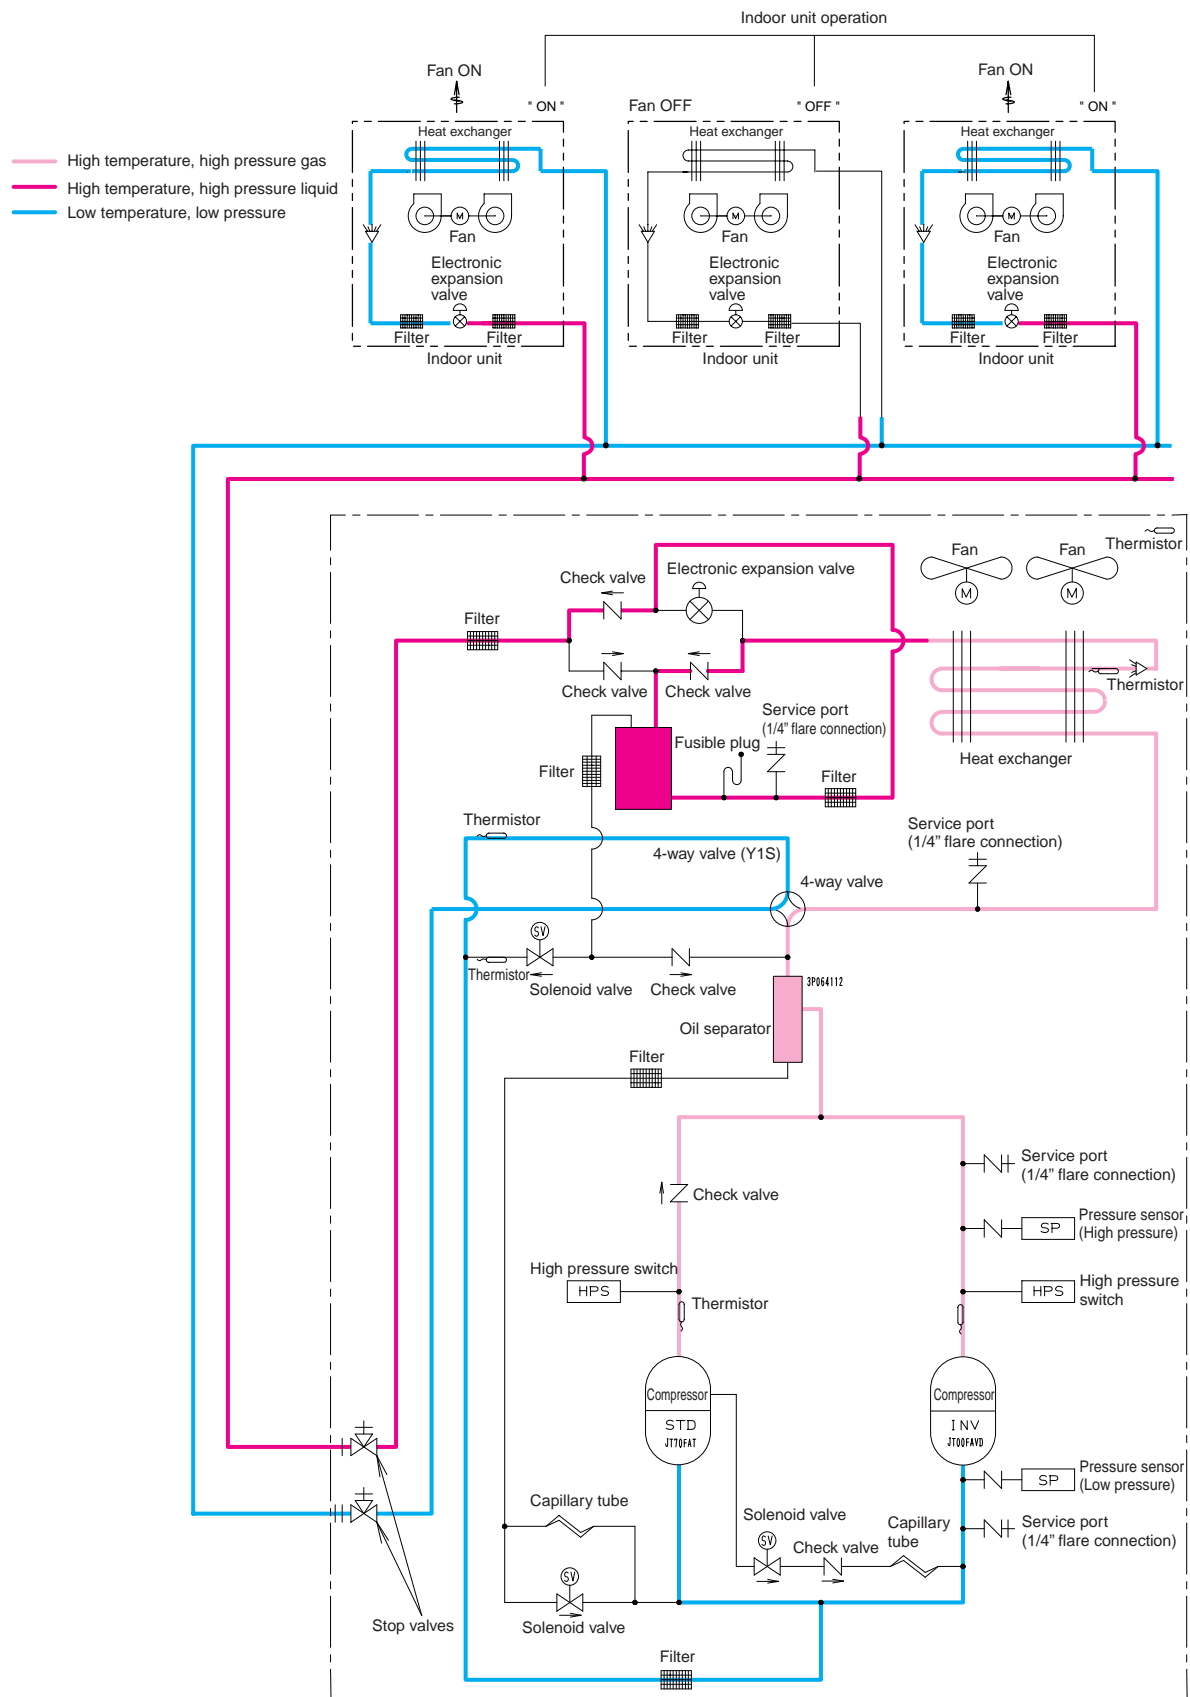 Indoor unit operation
Fan ON
" ON "
Fan OFF
" OFF "
Fan ON
" ON "
High temperature, high pressure gas
High temperature, high pressure liquid
Low temperature, low pressure
Heat exchanger
M
Fan
Electronic
expansion
valve
Filter
Filter
Indoor unit
Heat exchanger
M
Fan
Electronic
expansion
valve
Filter
Filter
Indoor unit
Heat exchanger
M
Fan
Electronic
expansion
valve
Filter
Filter
Indoor unit
Thermistor
Fan
Fan
M
M
Check valve
Electronic expansion valve
Filter
Check valve
Check valve
Thermistor
Service port
(1/4" flare connection)
Fusible plug
Filter
Filter
Heat exchanger
Thermistor
Service port
(1/4" flare connection)
4-way valve (Y1S)
4-way valve
SV
Thermistor
Solenoid valve
Check valve
3P064112
Oil separator
Filter
Service port
(1/4" flare connection)
Check valve
SP
Pressure sensor
(High pressure)
High pressure switch
HPS
HPS
High pressure
switch
Thermistor
Compressor
STD
JT70FAT
Compressor
INV
JT00FAVD
SP
Pressure sensor
(Low pressure)
Capillary tube
Solenoid valve
SV
Check valve
Capillary
tube
Service port
(1/4" flare connection)
SV
Solenoid valve
Stop valves
Filter